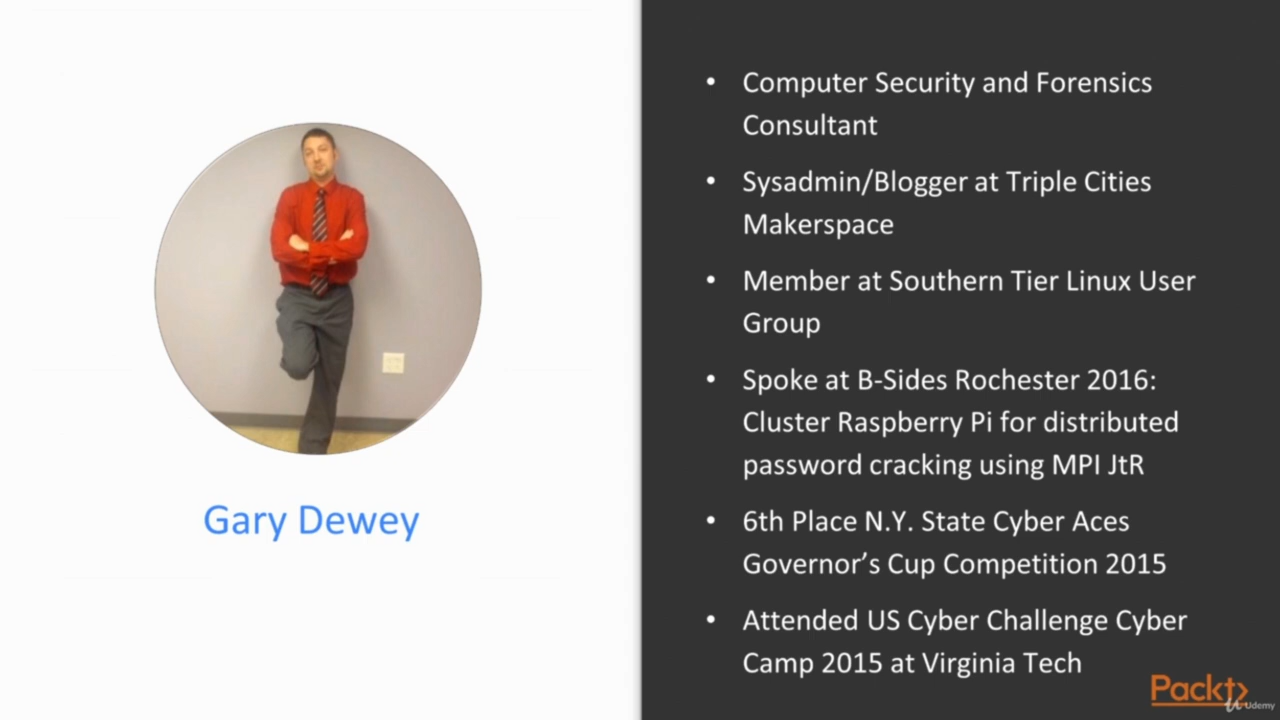 Gary Dewey
• Computer Security and Forensics
Consultant
• Sysadmin/Blogger at Triple Cities
Makerspace
• Member at Southern Tier Linux User
Group
• Spoke at B-Sides Rochester 2016:
Cluster Raspberry Pi for distributed
password cracking using MPI JtR
• 6th Place N.Y. State Cyber Aces
Governor’s Cup Competition 2015
• Attended US Cyber Challenge Cyber
Camp 2015 at Virginia Tech
Packt
Udemy